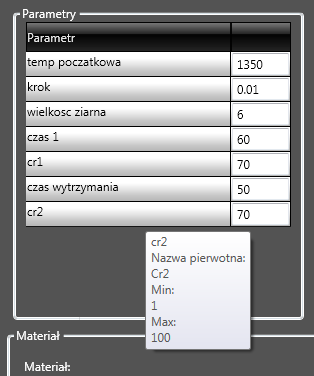 Parametry
Parametr
temp poczatkowa 1350
krok 0.01
wielkosc ziarna 6
czas 1 60
cr1 70
czas wytrzymania 50
cr2 70
cr2
Nazwa pierwotna:
Cr2
Min:
1
Max:
100
Materiał
Materiał: